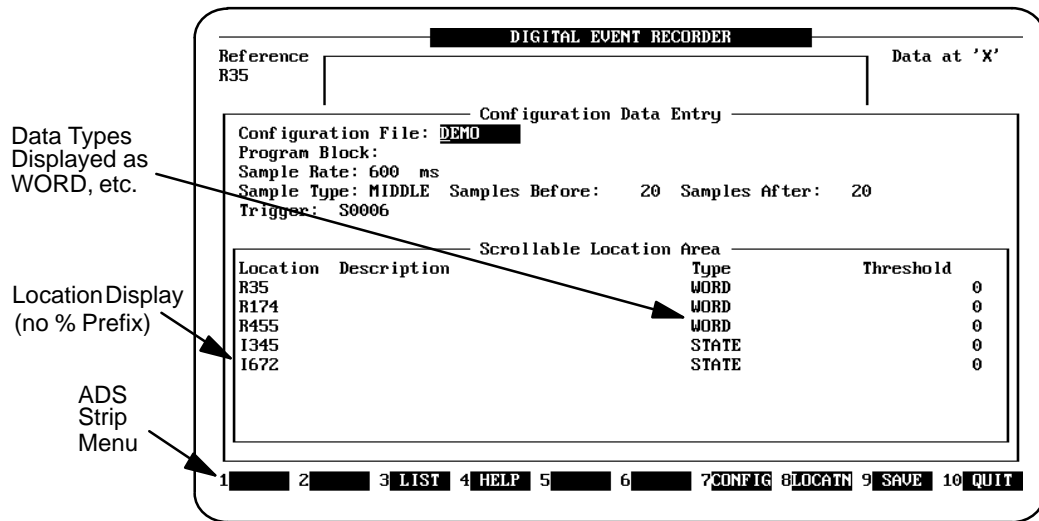 DIGITAL EVENT RECORDER
Reference Data at 'X'
R35
Configuration Data Entry
Configuration File: DEMO
Program Block:
Sample Rate: 600 ms
Sample Type: MIDDLE Samples Before: 20 Samples After: 20
Trigger: S0006
Scrollable Location Area
Location Description Type Threshold
R35 WORD 0
R174 WORD 0
R455 WORD 0
I345 STATE 0
I672 STATE 0
1 2 3 LIST 4 HELP 5 6 7CONFIG 8LOCATN 9 SAVE 10 QUIT
Data Types
Displayed as
WORD, etc.
Location Display
(no % Prefix)
ADS
Strip
Menu